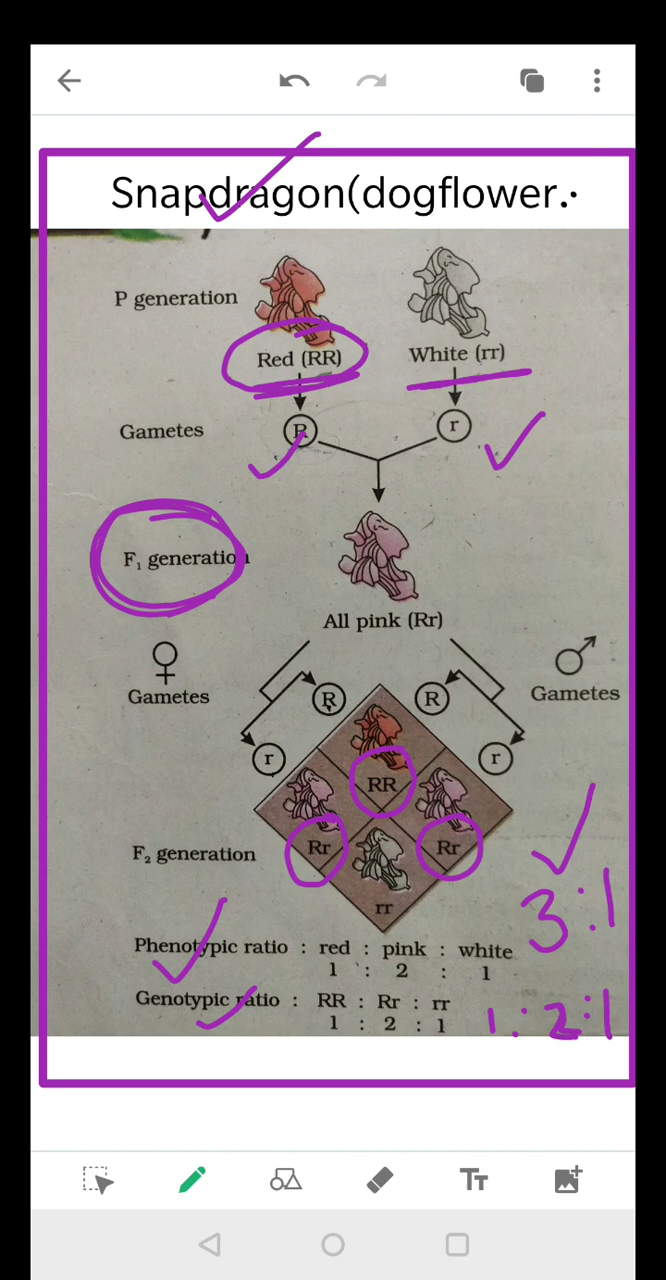 Snapdragon(dogflower.·
P generation
Red (RR) White (rr)
Gametes R r
F₁ generation
All pink (Rr)
♀ ♂
Gametes R R Gametes
r r
RR
F₂ generation Rr Rr
rr
3:1
Phenotypic ratio : red : pink : white
1 : 2 : 1
Genotypic ratio : RR : Rr : rr
1 : 2 : 1 1:2:1
Tт